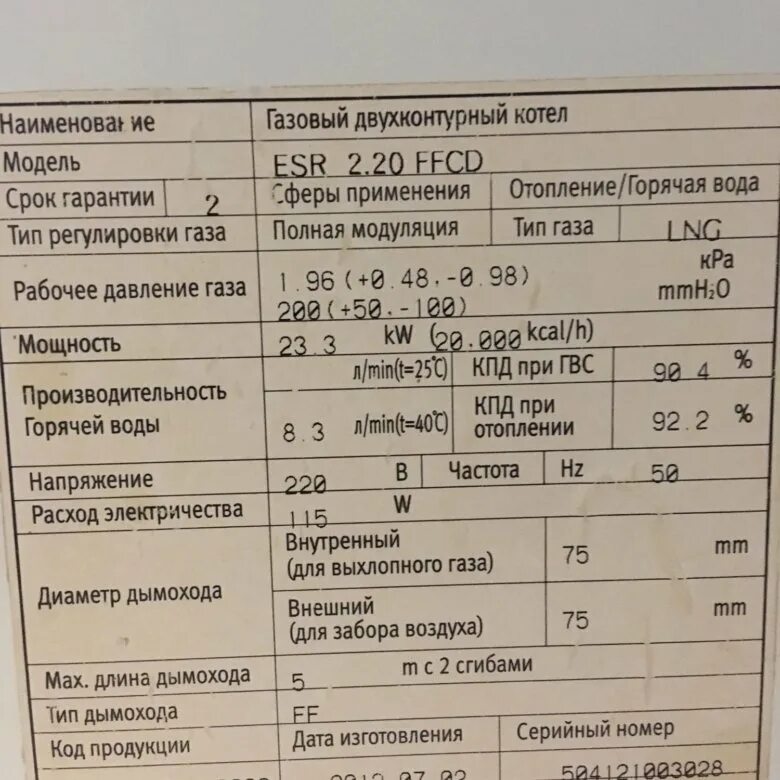 Наименование Газовый двухконтурный котел
Модель ESR 2.20 FFCD
Срок гарантии 2 Сферы применения Отопление/Горячая вода
Тип регулировки газа Полная модуляция Тип газа LNG
Рабочее давление газа 1.96 (+0.48,-0.98) кРа
200(+50,-100) mmH₂O
Мощность 23.3 kW (20.000 kcal/h)
Производительность
Горячей воды
л/min(t=25℃) КПД при ГВС 90.4 %
8.3 л/min(t=40℃) КПД при
отоплении 92.2 %
Напряжение 220 В Частота Hz 50
Расход электричества 115 W
Диаметр дымохода
Внутренный
(для выхлопного газа) 75 mm
Внешний
(для забора воздуха) 75 mm
Мах. длина дымохода 5 m с 2 сгибами
Тип дымохода FF
Код продукции Дата изготовления Серийный номер
504121003028